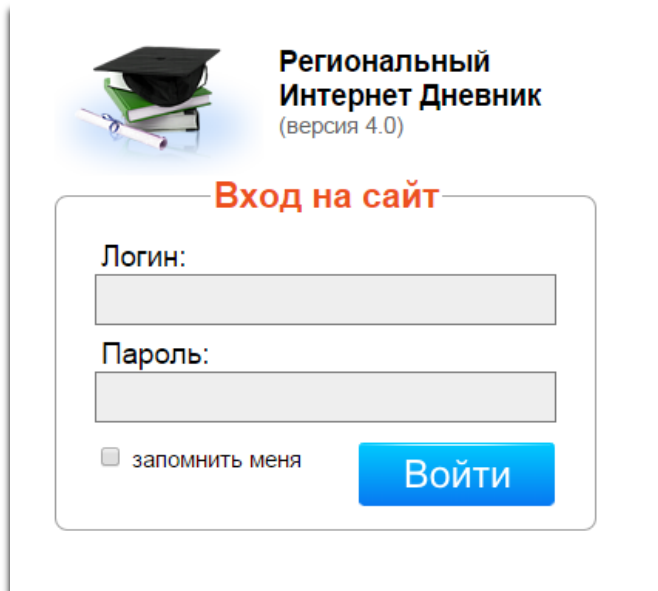 Региональный
Интернет Дневник
(версия 4.0)
Вход на сайт
Логин:
Пароль:
запомнить меня
Войти